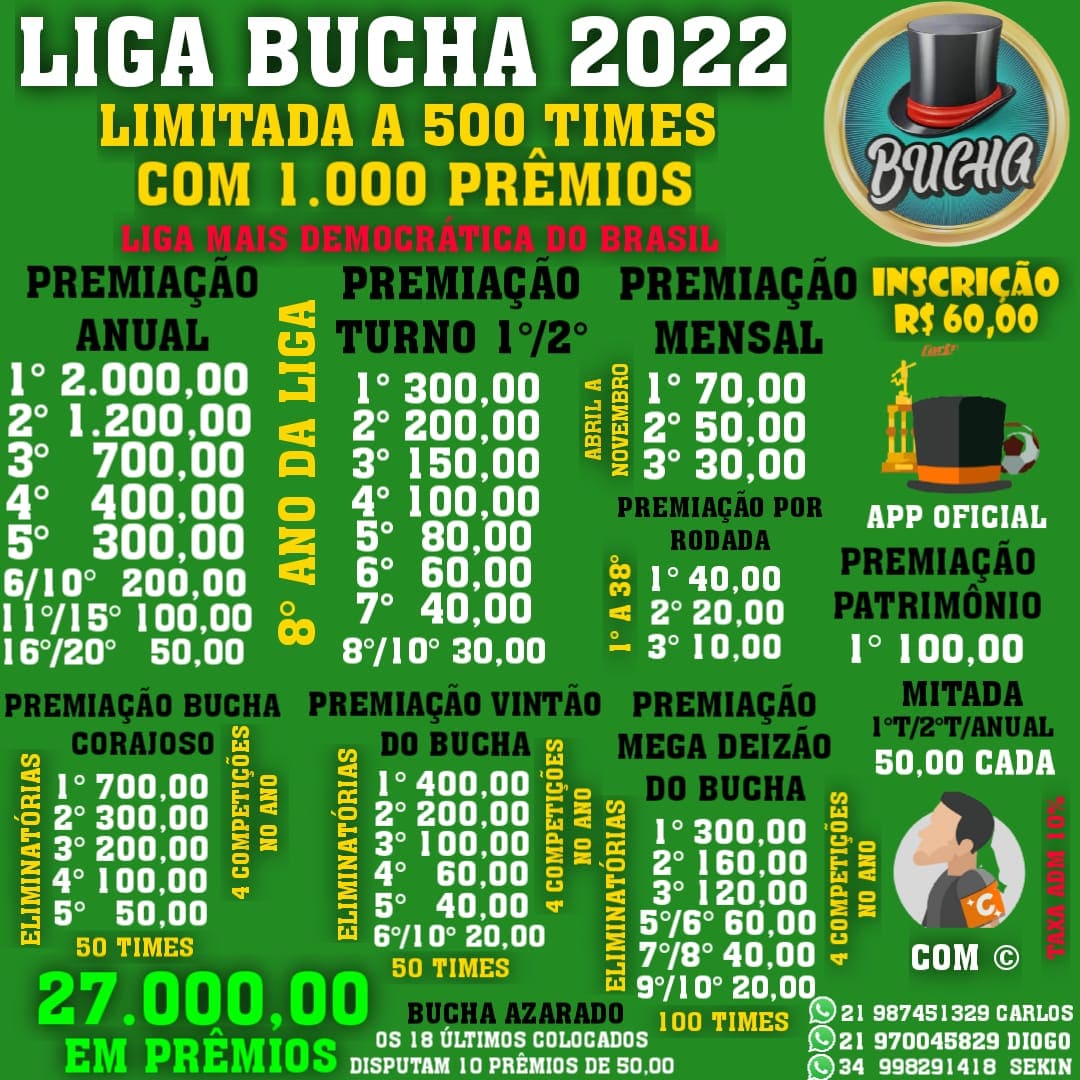 LIGA BUCHA 2022
LIMITADA A 500 TIMES
COM 1.000 PRÊMIOS
LIGA MAIS DEMOCRÁTICA DO BRASIL
BUCHA
PREMIAÇÃO
ANUAL
1° 2.000,00
2° 1.200,00
3° 700,00
4° 400,00
5° 300,00
6/10° 200,00
11°/15° 100,00
16°/20° 50,00
8° ANO DA LIGA
PREMIAÇÃO
TURNO 1°/2°
1° 300,00
2° 200,00
3° 150,00
4° 100,00
5° 80,00
6° 60,00
7° 40,00
8°/10° 30,00
PREMIAÇÃO
MENSAL
ABRIL A
NOVEMBRO
1° 70,00
2° 50,00
3° 30,00
PREMIAÇÃO POR
RODADA
1° A 38°
1° 40,00
2° 20,00
3° 10,00
INSCRIÇÃO
R$ 60,00
APP OFICIAL
PREMIAÇÃO
PATRIMÔNIO
1° 100,00
MITADA
1°T/2°T/ANUAL
50,00 CADA
PREMIAÇÃO BUCHA
CORAJOSO
ELIMINATÓRIAS
1° 700,00
2° 300,00
3° 200,00
4° 100,00
5° 50,00
4 COMPETIÇÕES
NO ANO
50 TIMES
PREMIAÇÃO VINTÃO
DO BUCHA
ELIMINATÓRIAS
1° 400,00
2° 200,00
3° 100,00
4° 60,00
5° 40,00
6°/10° 20,00
4 COMPETIÇÕES
NO ANO
50 TIMES
PREMIAÇÃO
MEGA DEIZÃO
DO BUCHA
ELIMINATÓRIAS
1° 300,00
2° 160,00
3° 120,00
5°/6° 60,00
7°/8° 40,00
9°/10° 20,00
4 COMPETIÇÕES
NO ANO
100 TIMES
TAXA ADM 10%
COM ©
27.000,00
EM PRÊMIOS
BUCHA AZARADO
OS 18 ÚLTIMOS COLOCADOS
DISPUTAM 10 PRÊMIOS DE 50,00
21 987451329 CARLOS
21 970045829 DIOGO
34 998291418 SEKIN